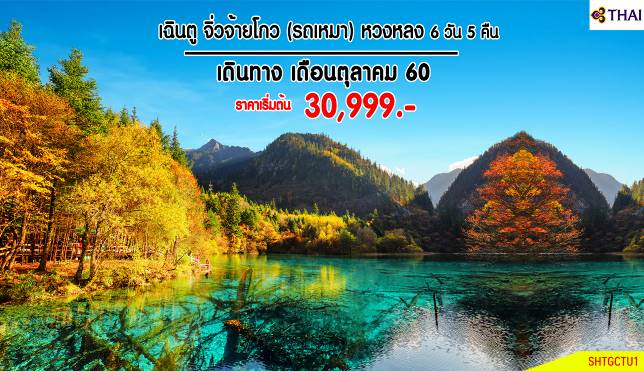 เฉินตู จิ่วจ้ายโกว (รถเหมา) หวงหลง 6 วัน 5 คืน
THAI
เดินทาง เดือนตุลาคม 60
ราคาเริ่มต้น 30,999.-
SHTGCTU1